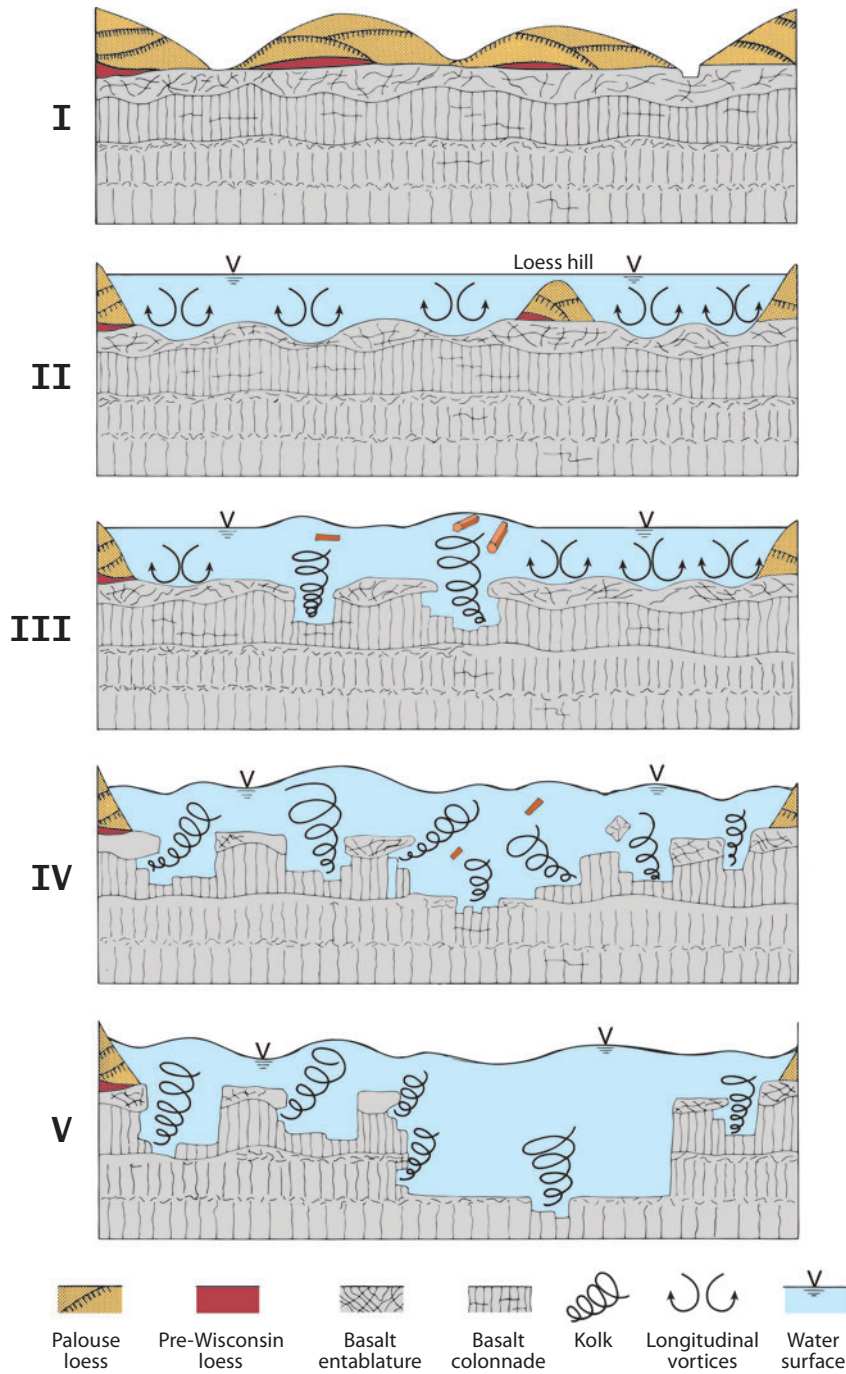 I
V
Loess hill
V
II
V
V
III
V
V
IV
V
V
V
V
Palouse
loess
Pre-Wisconsin
loess
Basalt
entablature
Basalt
colonnade
Kolk
Longitudinal
vortices
Water
surface